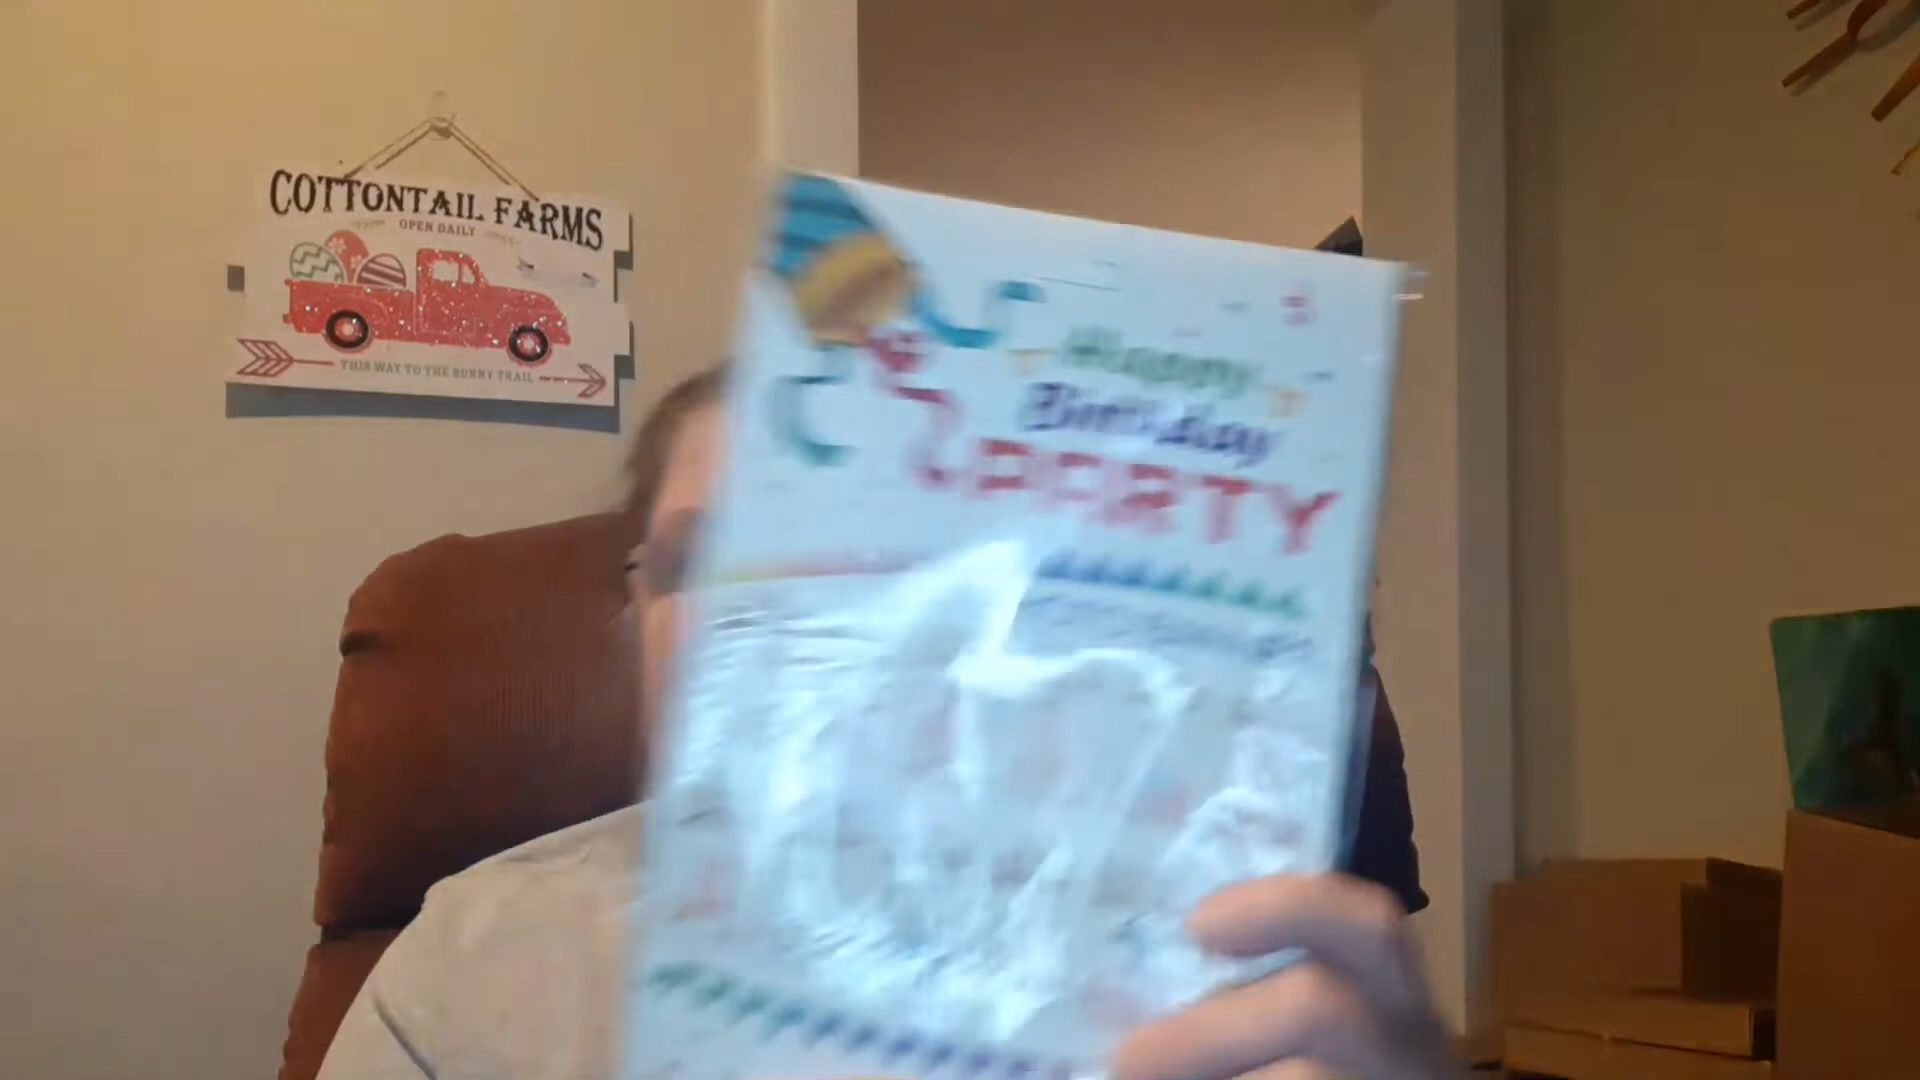 COTTONTAIL FARMS
OPEN DAILY
THIS WAY TO THE BUNNY TRAIL
Happy
Birthday
PARTY